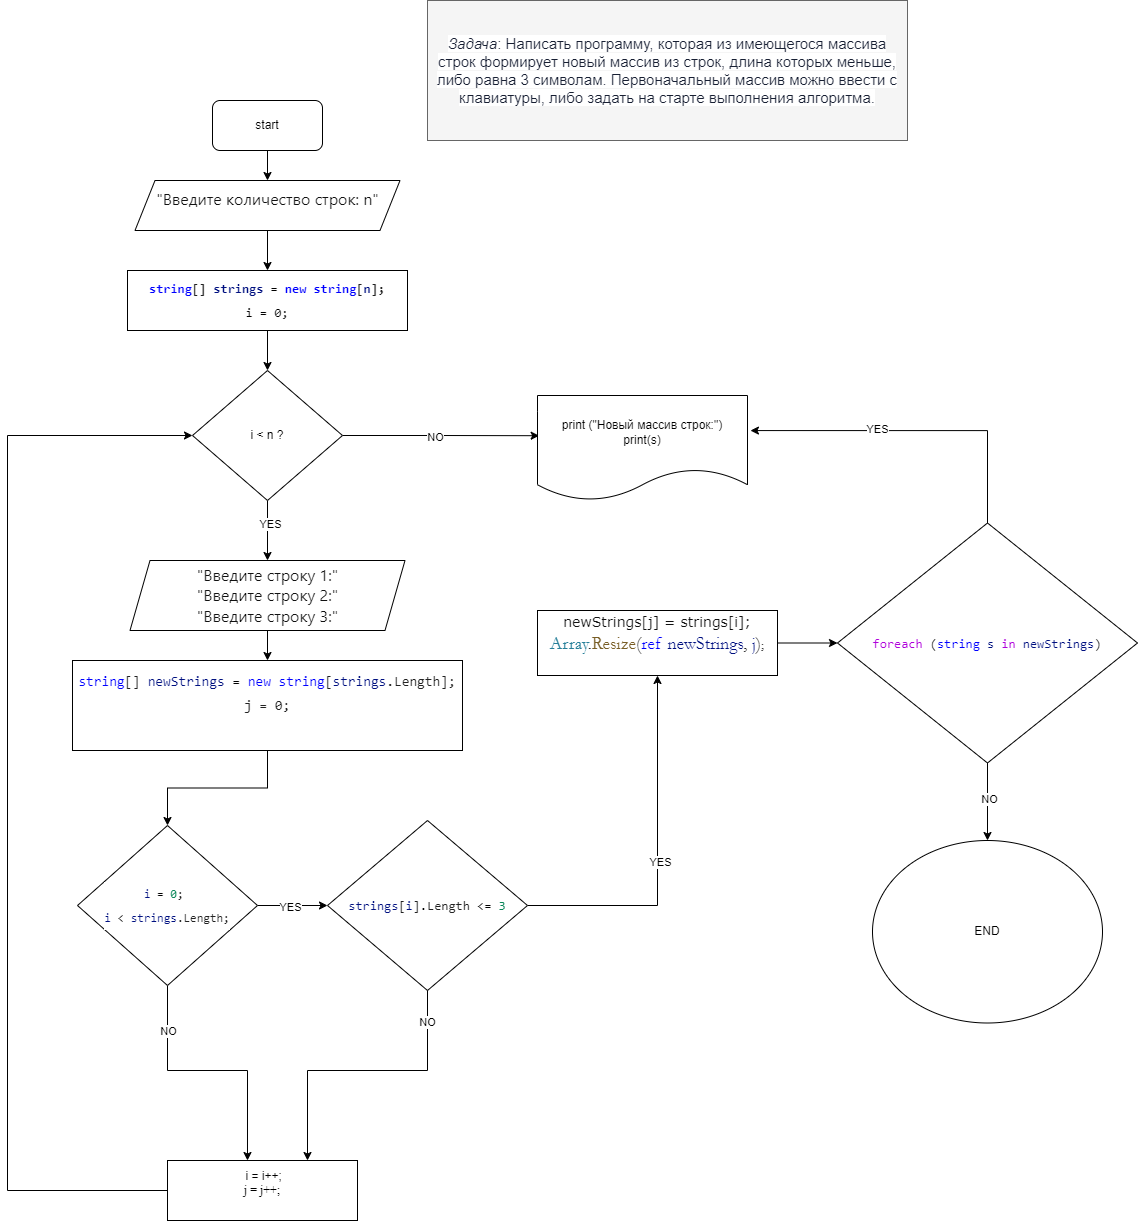 Задача: Написать программу, которая из имеющегося массива
строк формирует новый массив из строк, длина которых меньше,
либо равна 3 символам. Первоначальный массив можно ввести с
клавиатуры, либо задать на старте выполнения алгоритма.
start
"Введите количество строк: n"
string[] strings = new string[n];
i = 0;
i < n ?
NO
print ("Новый массив строк:")
print(s)
YES
YES
"Введите строку 1:"
"Введите строку 2:"
"Введите строку 3:"
newStrings[j] = strings[i];
Array.Resize(ref newStrings, j);
foreach (string s in newStrings)
string[] newStrings = new string[strings.Length];
j = 0;
NO
YES
i = 0;
i < strings.Length;
YES
strings[i].Length <= 3
END
NO
NO
i = i++;
j = j++;